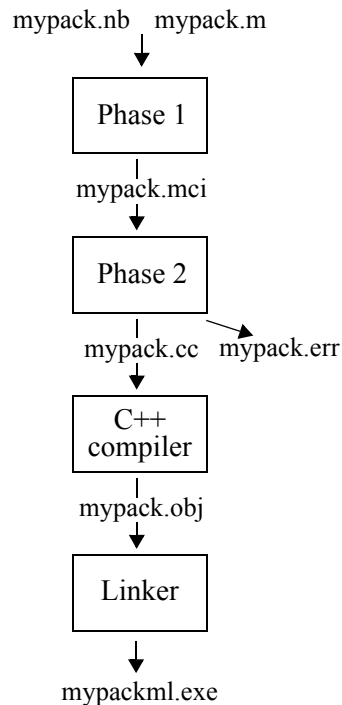 mypack.nb mypack.m
Phase 1
mypack.mci
Phase 2
mypack.cc mypack.err
C++
compiler
mypack.obj
Linker
mypackml.exe